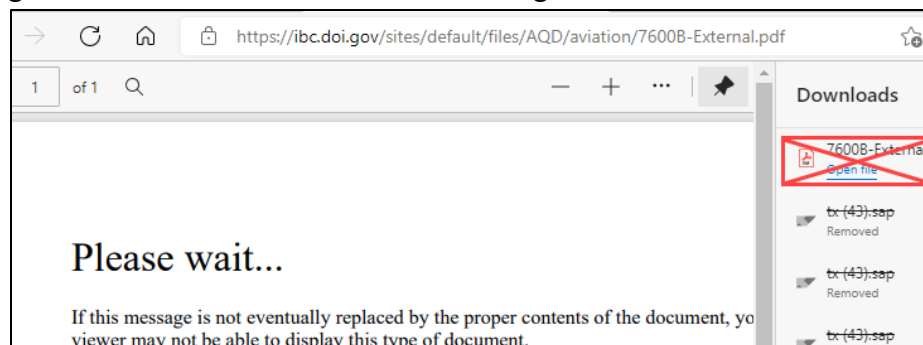 https://ibc.doi.gov/sites/default/files/AQD/aviation/7600B-External.pdf
1 of 1
Downloads
7600B-Externa
Open file
tx (43).sap
Removed
tx (43).sap
Removed
tx (43).sap
Please wait...
If this message is not eventually replaced by the proper contents of the document, yo
viewer may not be able to display this type of document.